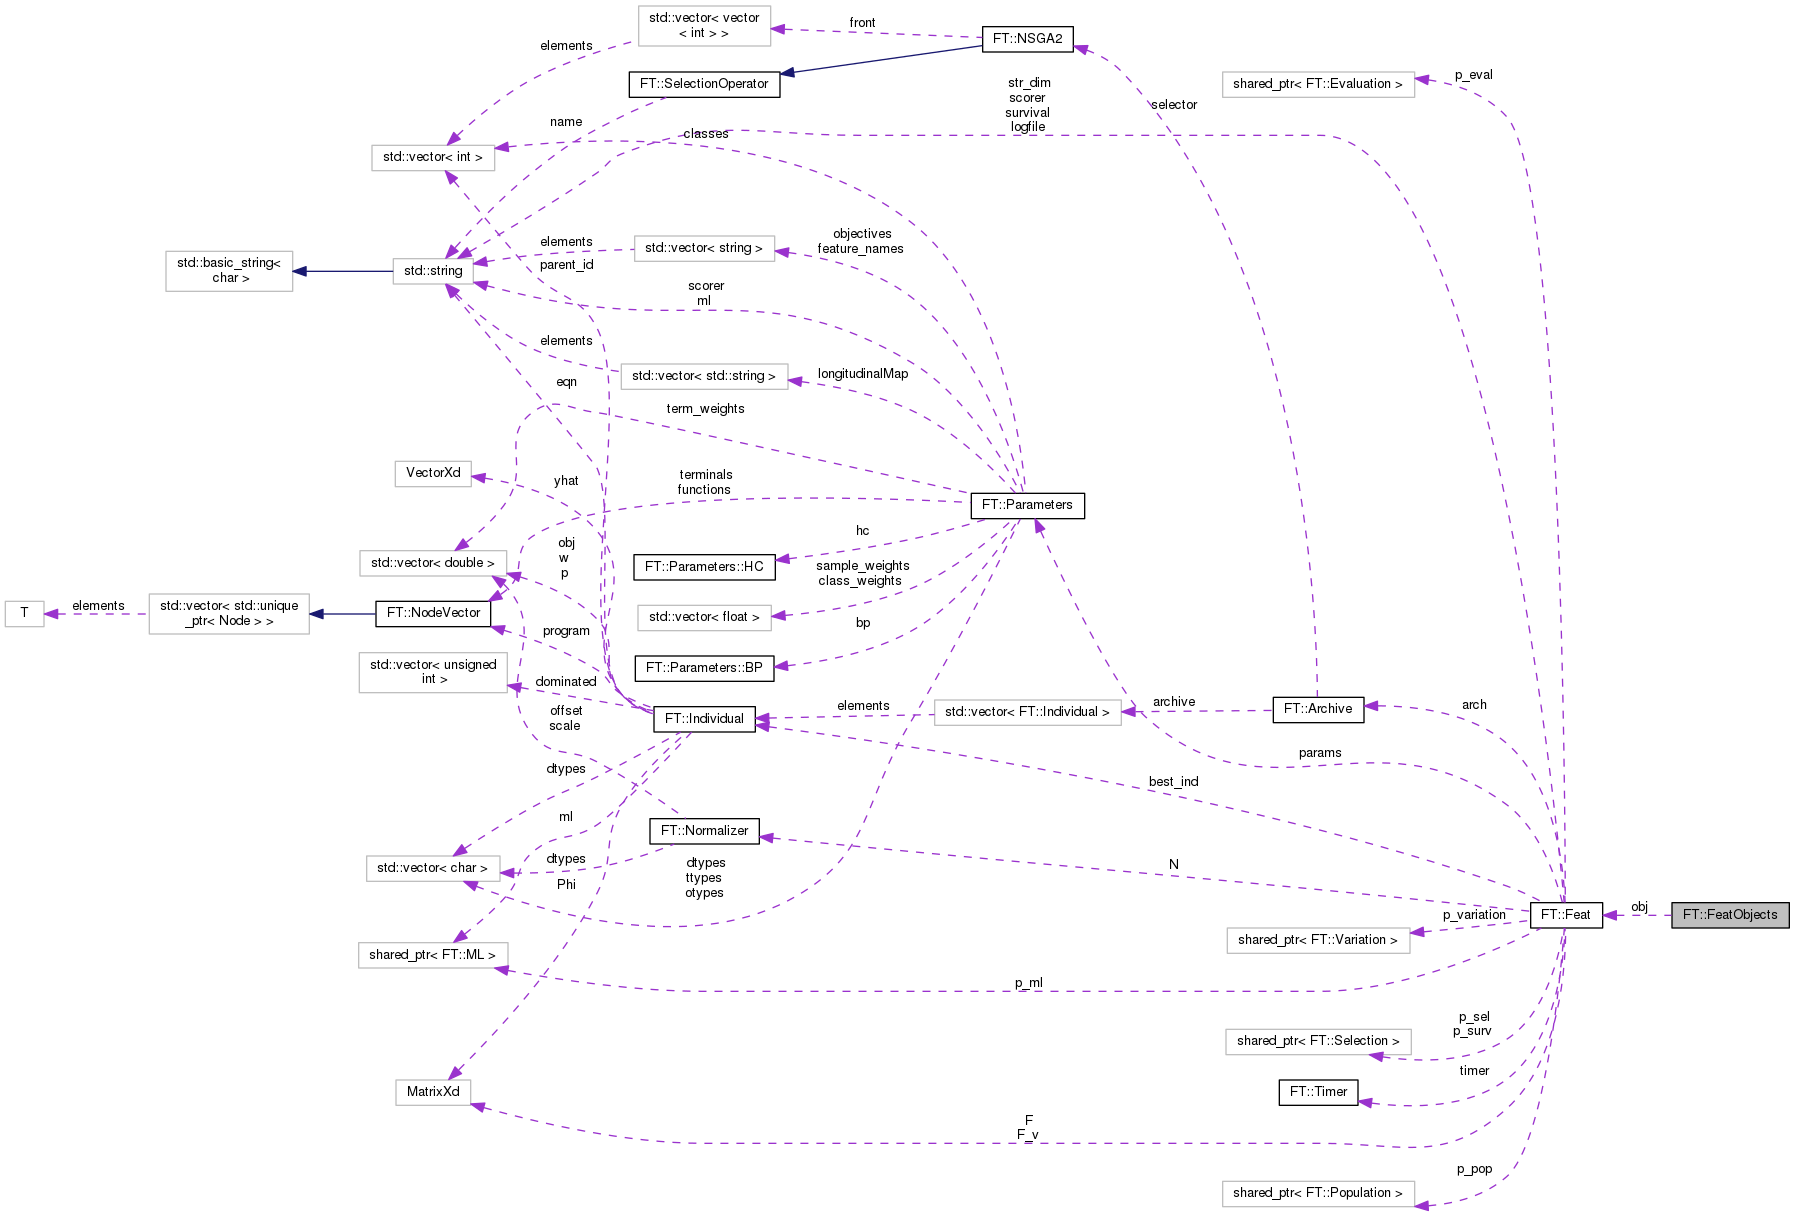 std::vector< vector
< int > >
front
FT::NSGA2
elements
FT::SelectionOperator
shared_ptr< FT::Evaluation >
p_eval
str_dim
scorer
survival
logfile
selector
name
classes
std::vector< int >
objectives
feature_names
elements
std::vector< string >
std::basic_string<
char >
std::string
parent_id
scorer
ml
elements
eqn
std::vector< std::string >
longitudinalMap
term_weights
VectorXd
yhat
terminals
functions
FT::Parameters
hc
obj
w
p
std::vector< double >
FT::Parameters::HC
sample_weights
class_weights
T
elements
std::vector< std::unique
_ptr< Node > >
FT::NodeVector
std::vector< float >
program
bp
std::vector< unsigned
int >
FT::Parameters::BP
dominated
offset
scale
FT::Individual
elements
std::vector< FT::Individual >
archive
FT::Archive
arch
params
dtypes
best_ind
ml
FT::Normalizer
std::vector< char >
dtypes
Phi
dtypes
ttypes
otypes
N
p_variation
FT::Feat
obj
FT::FeatObjects
shared_ptr< FT::Variation >
shared_ptr< FT::ML >
p_ml
p_sel
p_surv
shared_ptr< FT::Selection >
timer
MatrixXd
FT::Timer
F
F_v
p_pop
shared_ptr< FT::Population >